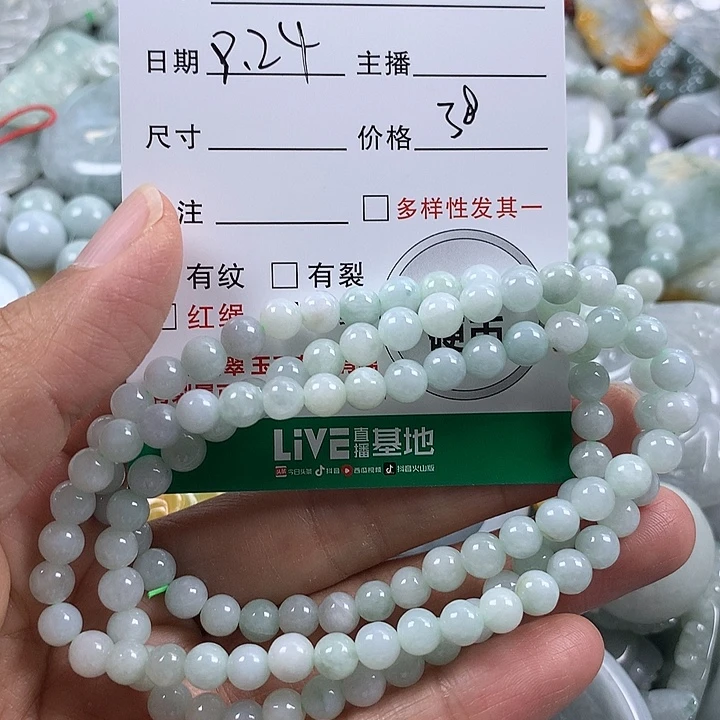 日期 8.24 主播
尺寸 价格 38
注 多样性发其一
有纹 有裂
红绳
翠玉
LiVE 直播 基地
今日头条 抖音 西瓜视频 抖音火山版